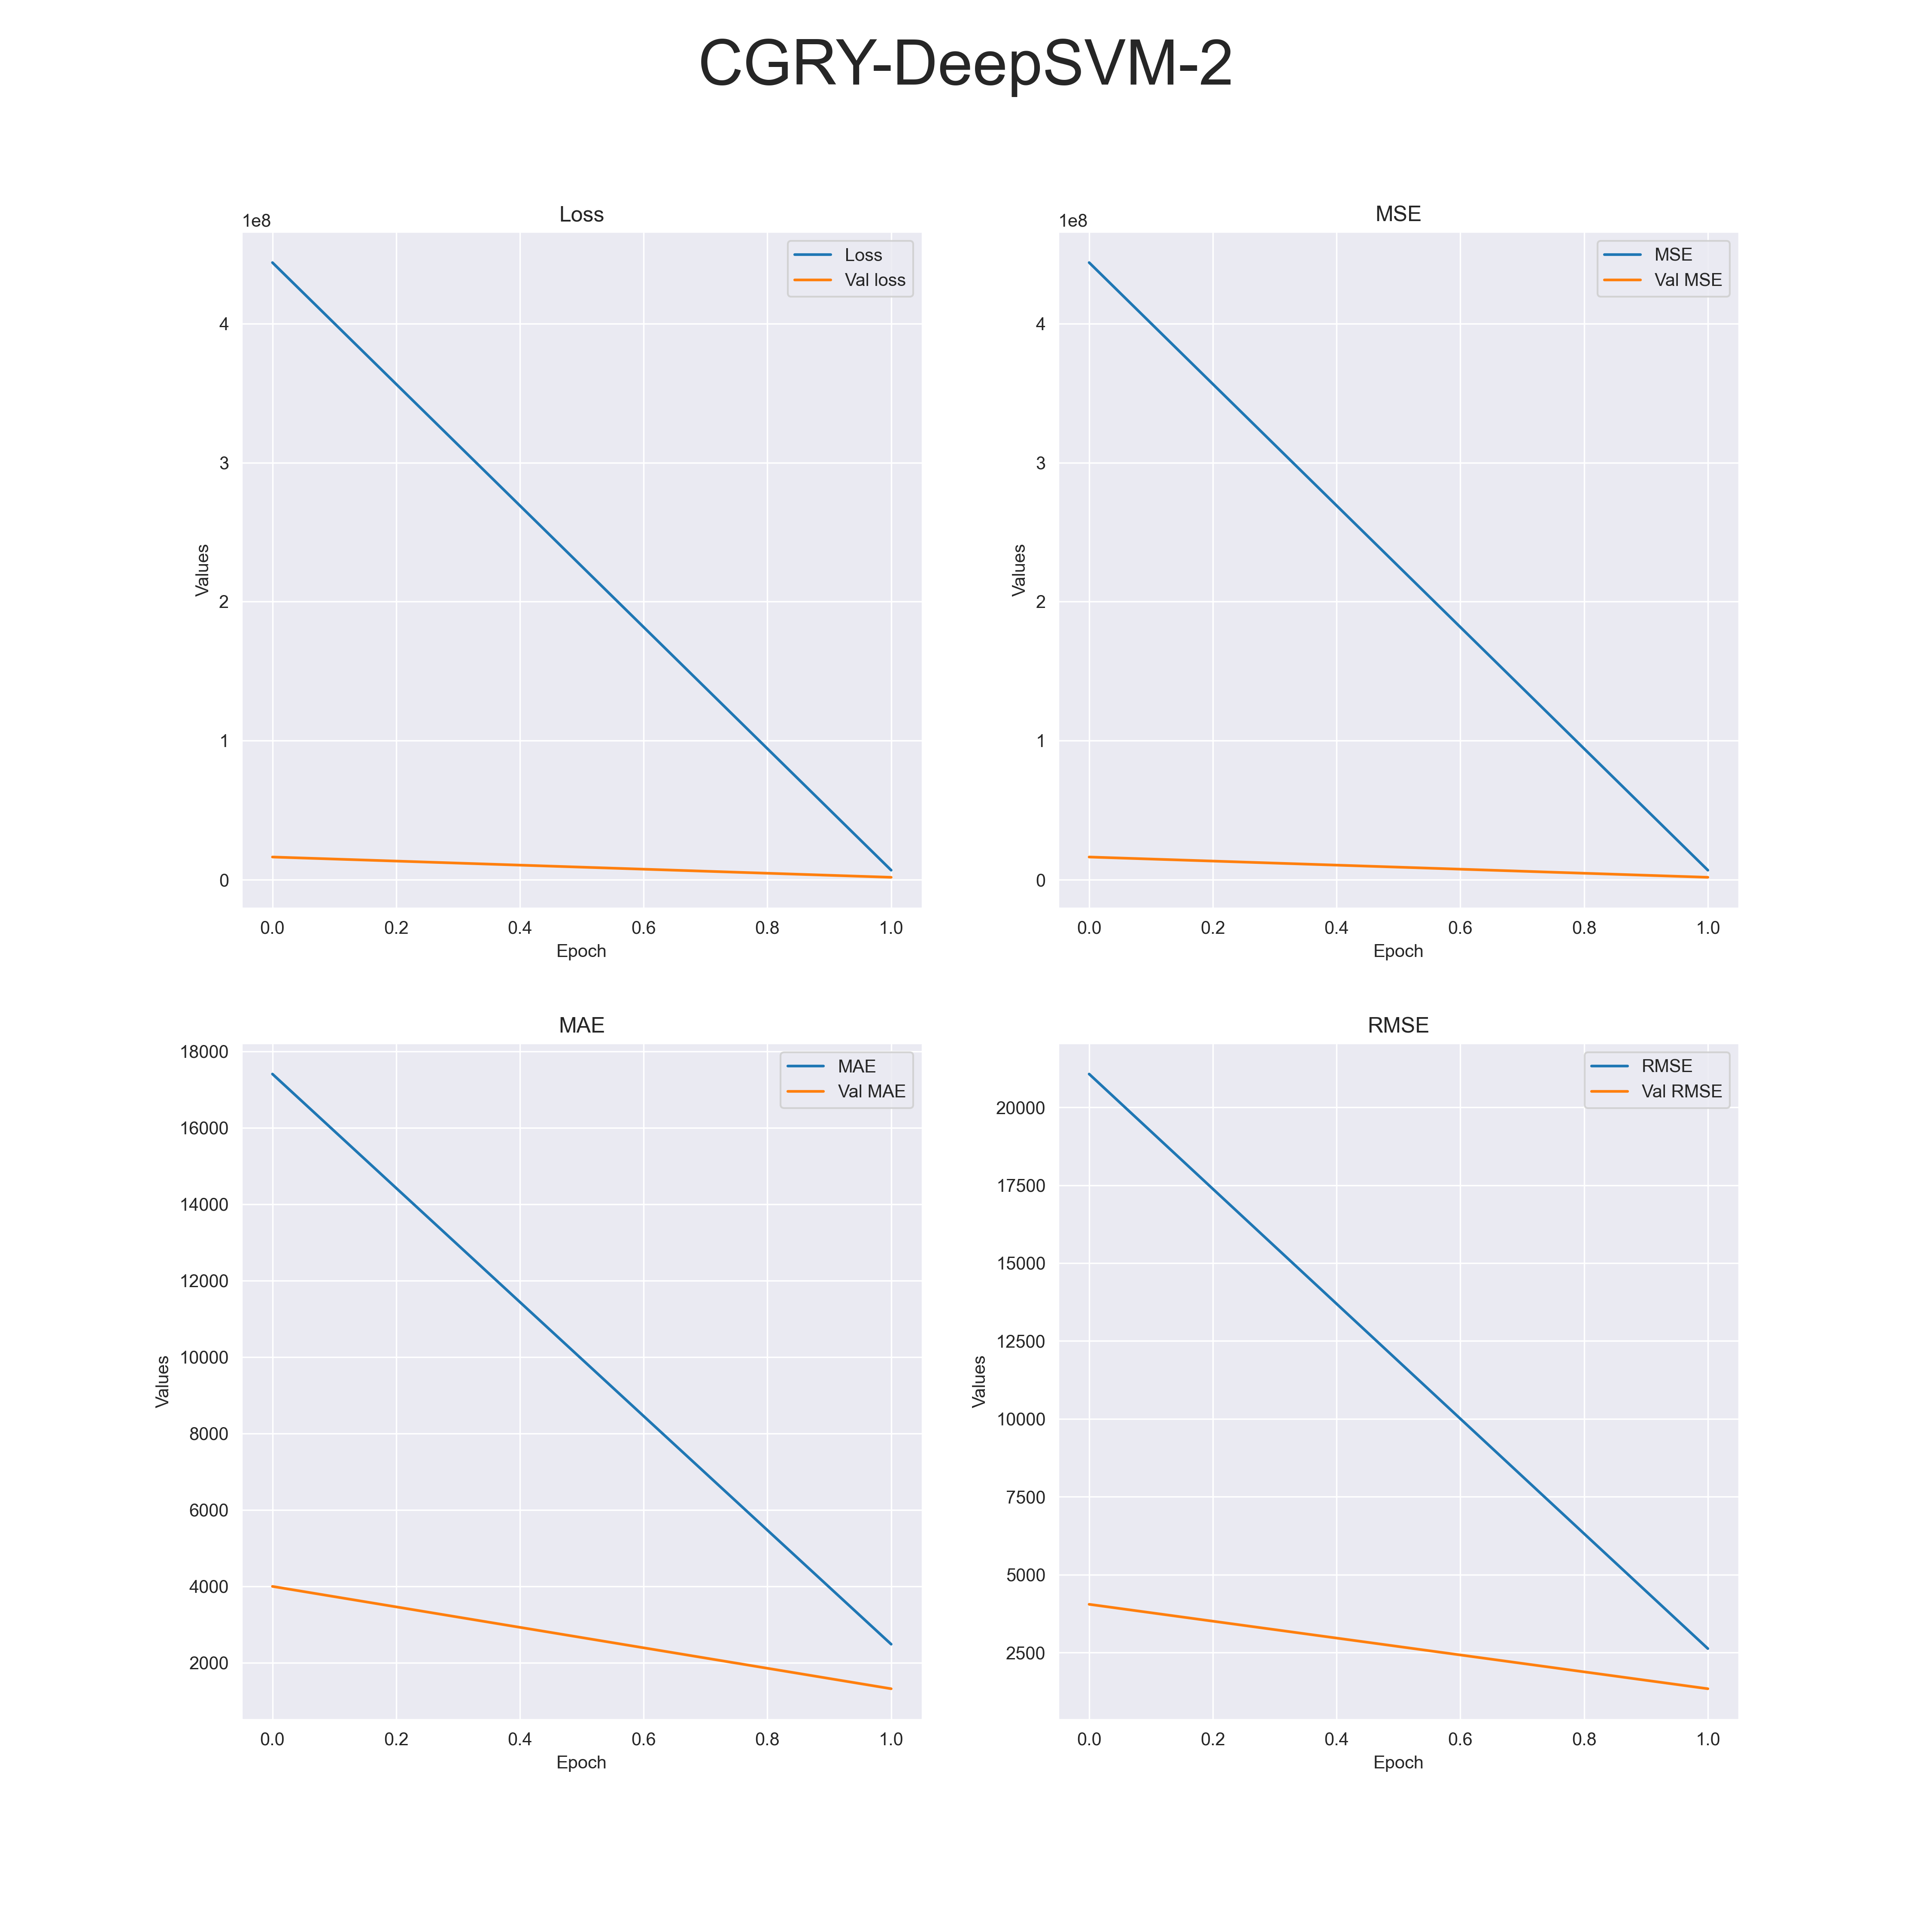 CGRY-DeepSVM-2
Loss
1e8
Loss
Val loss
4
3
2
1
0
Values
0.0 0.2 0.4 0.6 0.8 1.0
Epoch
MSE
1e8
MSE
Val MSE
4
3
2
1
0
Values
0.0 0.2 0.4 0.6 0.8 1.0
Epoch
MAE
MAE
Val MAE
18000
16000
14000
12000
10000
8000
6000
4000
2000
Values
0.0 0.2 0.4 0.6 0.8 1.0
Epoch
RMSE
RMSE
Val RMSE
20000
17500
15000
12500
10000
7500
5000
2500
Values
0.0 0.2 0.4 0.6 0.8 1.0
Epoch